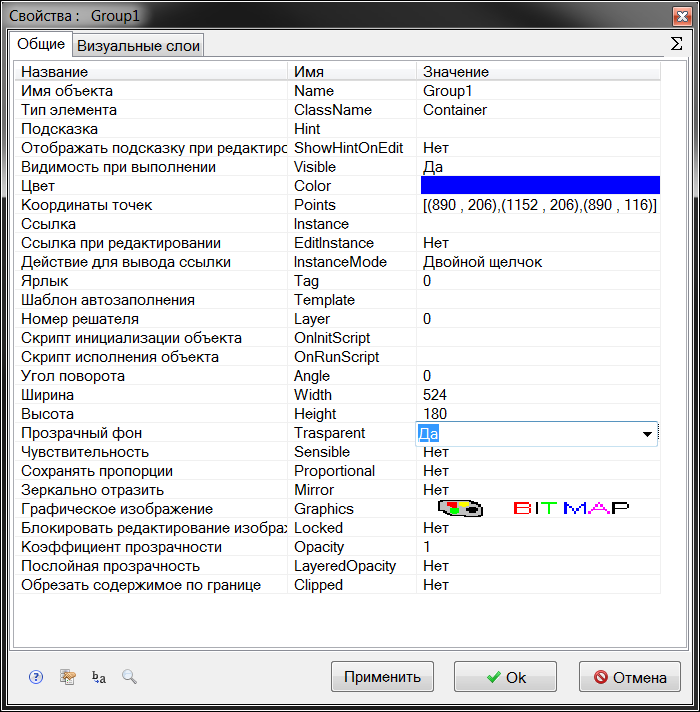 Свойства : Group1
Общие Визуальные слои Σ
Название Имя Значение
Имя объекта Name Group1
Тип элемента ClassName Container
Подсказка Hint
Отображать подсказку при редактиро ShowHintOnEdit Нет
Видимость при выполнении Visible Да
Цвет Color
Координаты точек Points [(890 , 206),(1152 , 206),(890 , 116)]
Ссылка Instance
Ссылка при редактировании EditInstance Нет
Действие для вывода ссылки InstanceMode Двойной щелчок
Ярлык Tag 0
Шаблон автозаполнения Template
Номер решателя Layer 0
Скрипт инициализации объекта OnInitScript
Скрипт исполнения объекта OnRunScript
Угол поворота Angle 0
Ширина Width 524
Высота Height 180
Прозрачный фон Trasparent Да
Чувствительность Sensible Нет
Сохранять пропорции Proportional Нет
Зеркально отразить Mirror Нет
Графическое изображение Graphics BITMAP
Блокировать редактирование изображ Locked Нет
Коэффициент прозрачности Opacity 1
Послойная прозрачность LayeredOpacity Нет
Обрезать содержимое по границе Clipped Нет
? b a Применить Ok Отмена